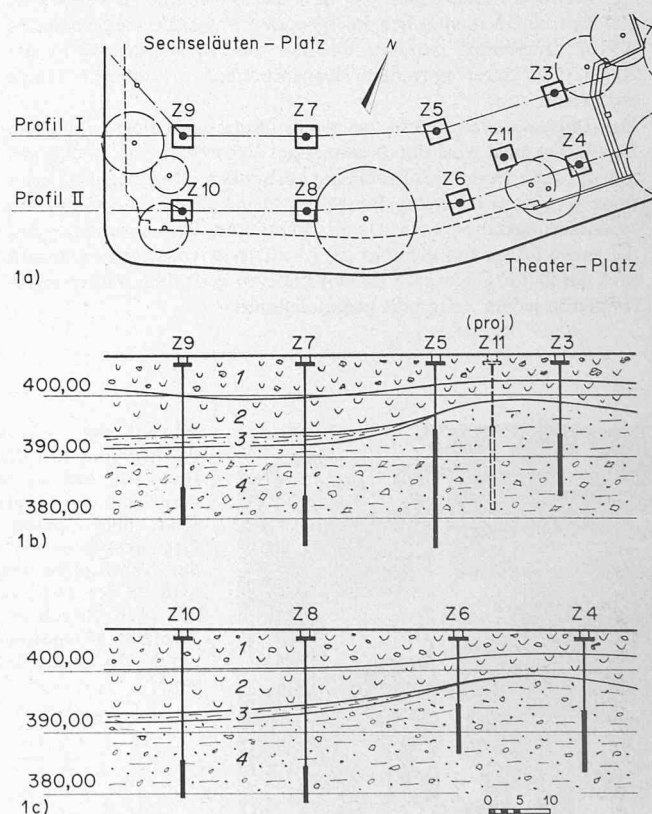 Sechseläuten – Platz
N
Z3
Profil I
Z9
Z7
Z5
Z11
Z4
Profil II
Z10
Z8
Z6
Theater – Platz
1a)
(proj)
Z9 Z7 Z5 Z11 Z3
1
400,00
2
3
390,00
4
380,00
1b)
Z10 Z8 Z6 Z4
1
400,00
2
3
390,00
4
380,00
1c)
0 5 10